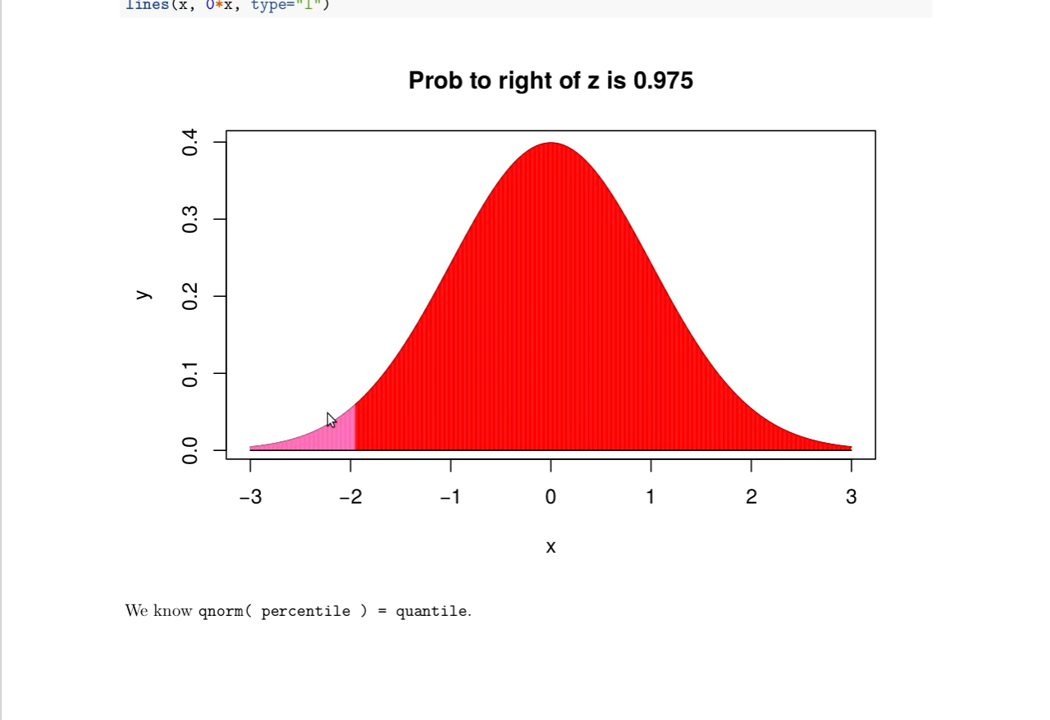 lines(x, 0*x, type="l")
Prob to right of z is 0.975
y
0.4
0.3
0.2
0.1
0.0
−3 −2 −1 0 1 2 3
x
We know qnorm( percentile ) = quantile.